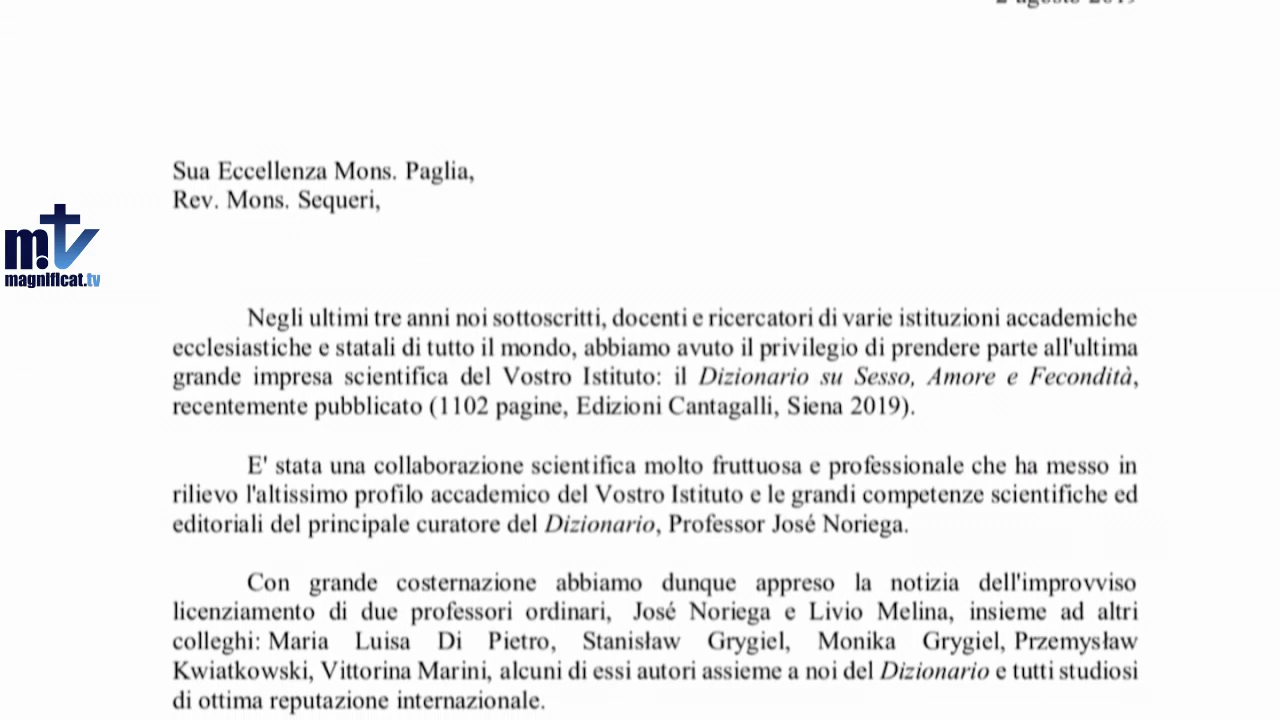 2 agosto 2019
Sua Eccellenza Mons. Paglia,
Rev. Mons. Sequeri,
mtv
magnificat.tv
Negli ultimi tre anni noi sottoscritti, docenti e ricercatori di varie istituzioni accademiche
ecclesiastiche e statali di tutto il mondo, abbiamo avuto il privilegio di prendere parte all'ultima
grande impresa scientifica del Vostro Istituto: il Dizionario su Sesso, Amore e Fecondità,
recentemente pubblicato (1102 pagine, Edizioni Cantagalli, Siena 2019).
E' stata una collaborazione scientifica molto fruttuosa e professionale che ha messo in
rilievo l'altissimo profilo accademico del Vostro Istituto e le grandi competenze scientifiche ed
editoriali del principale curatore del Dizionario, Professor José Noriega.
Con grande costernazione abbiamo dunque appreso la notizia dell'improvviso
licenziamento di due professori ordinari, José Noriega e Livio Melina, insieme ad altri
colleghi: Maria Luisa Di Pietro, Stanisław Grygiel, Monika Grygiel, Przemysław
Kwiatkowski, Vittorina Marini, alcuni di essi autori assieme a noi del Dizionario e tutti studiosi
di ottima reputazione internazionale.